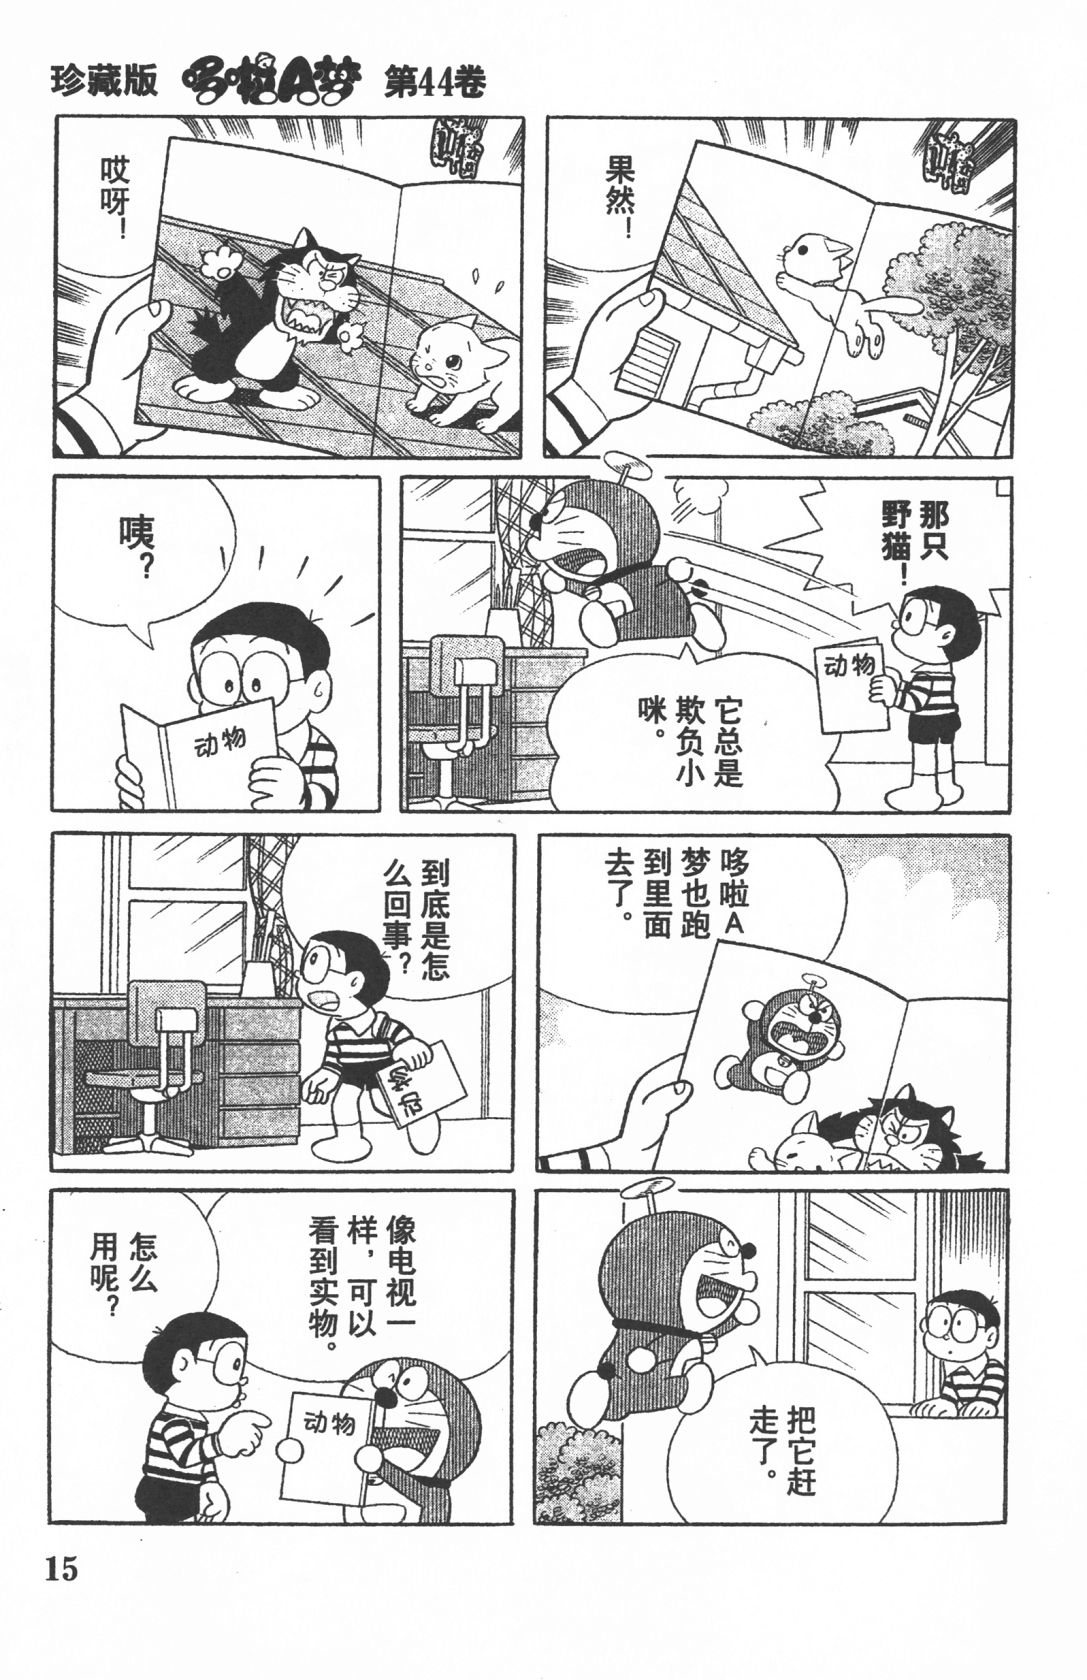 珍藏版 哆啦A梦 第44卷
果然！
哎呀！
那只
野猫！
它总是
欺负小
咪。
动物
咦？
动物
哆啦A
梦也跑
到里面
去了。
到底是怎
么回事？
动物
把它赶
走了。
像电视一
样，可以
看到实物。
怎么
用呢？
动物
15